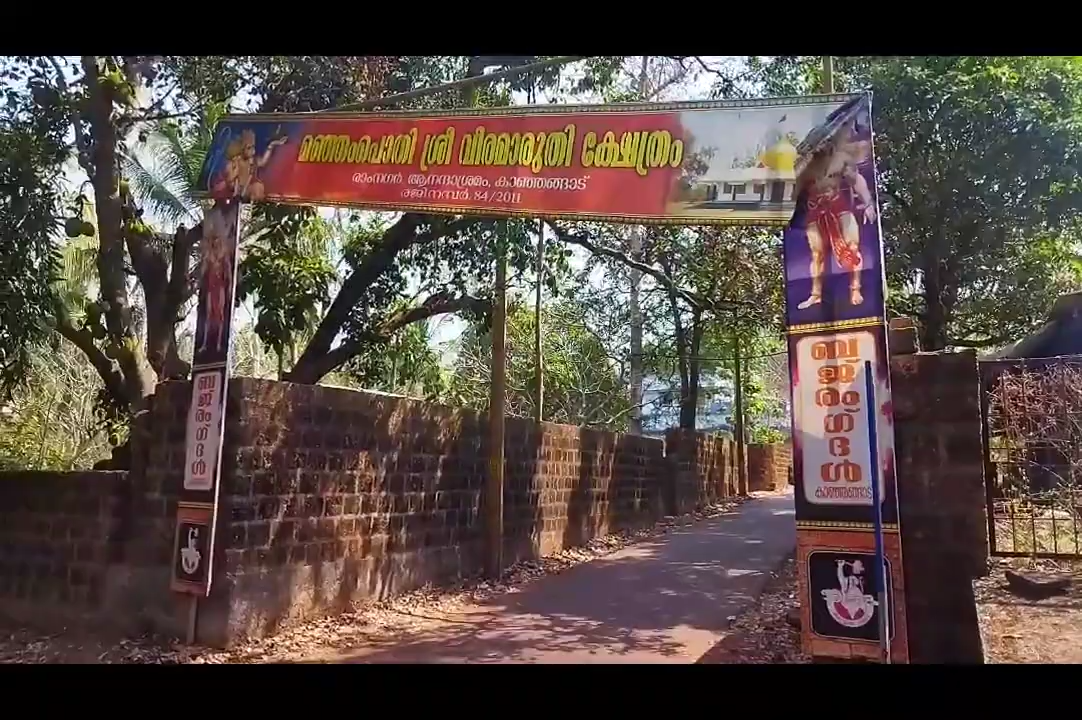 മഞ്ഞംപൊതി ശ്രീ വീരമാരുതി ക്ഷേത്രം
രാംനഗർ, ആനന്ദാശ്രമം, കാഞ്ഞങ്ങാട്
രജി.നമ്പർ. 84/2011
ബജ്രംഗ്ദൾ
ബജ്രംഗ്ദൾ
കാഞ്ഞങ്ങാട്